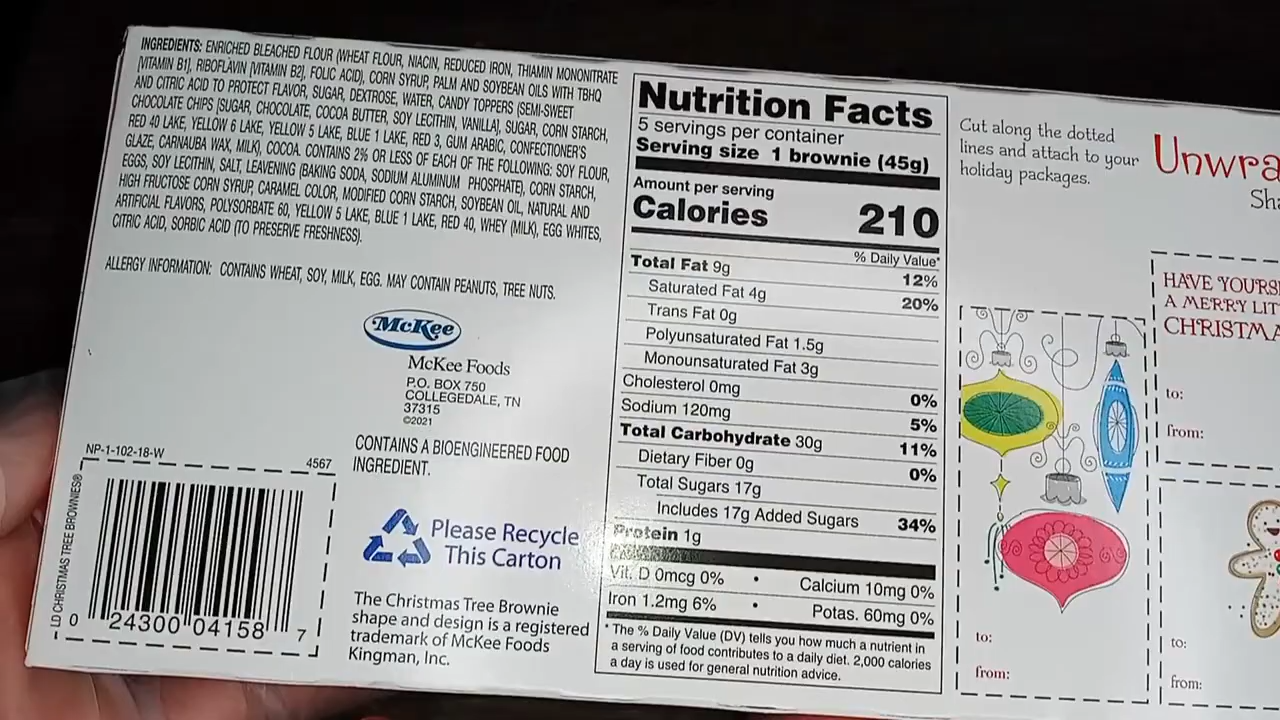 INGREDIENTS: ENRICHED BLEACHED FLOUR (WHEAT FLOUR, NIACIN, REDUCED IRON, THIAMIN MONONITRATE
[VITAMIN B1], RIBOFLAVIN [VITAMIN B2], FOLIC ACID), CORN SYRUP, PALM AND SOYBEAN OILS WITH TBHQ
AND CITRIC ACID TO PROTECT FLAVOR, SUGAR, DEXTROSE, WATER, CANDY TOPPERS (SEMI-SWEET
CHOCOLATE CHIPS [SUGAR, CHOCOLATE, COCOA BUTTER, SOY LECITHIN, VANILLA], SUGAR, CORN STARCH,
RED 40 LAKE, YELLOW 6 LAKE, YELLOW 5 LAKE, BLUE 1 LAKE, RED 3, GUM ARABIC, CONFECTIONER'S
GLAZE, CARNAUBA WAX, MILK), COCOA. CONTAINS 2% OR LESS OF EACH OF THE FOLLOWING: SOY FLOUR,
EGGS, SOY LECITHIN, SALT, LEAVENING (BAKING SODA, SODIUM ALUMINUM PHOSPHATE), CORN STARCH,
HIGH FRUCTOSE CORN SYRUP, CARAMEL COLOR, MODIFIED CORN STARCH, SOYBEAN OIL, NATURAL AND
ARTIFICIAL FLAVORS, POLYSORBATE 60, YELLOW 5 LAKE, BLUE 1 LAKE, RED 40, WHEY (MILK), EGG WHITES,
CITRIC ACID, SORBIC ACID (TO PRESERVE FRESHNESS).
ALLERGY INFORMATION: CONTAINS WHEAT, SOY, MILK, EGG. MAY CONTAIN PEANUTS, TREE NUTS.
McKee
McKee Foods
P.O. BOX 750
COLLEGEDALE, TN
37315
©2021
CONTAINS A BIOENGINEERED FOOD
INGREDIENT.
NP-1-102-18-W
4567
LD CHRISTMAS TREE BROWNIES®
0 24300 04158 7
Please Recycle
This Carton
The Christmas Tree Brownie
shape and design is a registered
trademark of McKee Foods
Kingman, Inc.
Nutrition Facts
5 servings per container
Serving size 1 brownie (45g)
Amount per serving
Calories 210
% Daily Value*
Total Fat 9g 12%
Saturated Fat 4g 20%
Trans Fat 0g
Polyunsaturated Fat 1.5g
Monounsaturated Fat 3g
Cholesterol 0mg 0%
Sodium 120mg 5%
Total Carbohydrate 30g 11%
Dietary Fiber 0g 0%
Total Sugars 17g
Includes 17g Added Sugars 34%
Protein 1g
Vit. D 0mcg 0% • Calcium 10mg 0%
Iron 1.2mg 6% • Potas. 60mg 0%
* The % Daily Value (DV) tells you how much a nutrient in
a serving of food contributes to a daily diet. 2,000 calories
a day is used for general nutrition advice.
Cut along the dotted
lines and attach to your
holiday packages.
Unwra
Sha
HAVE YOURS
A MERRY LIT
CHRISTMA
to:
from:
to:
from:
to:
from: